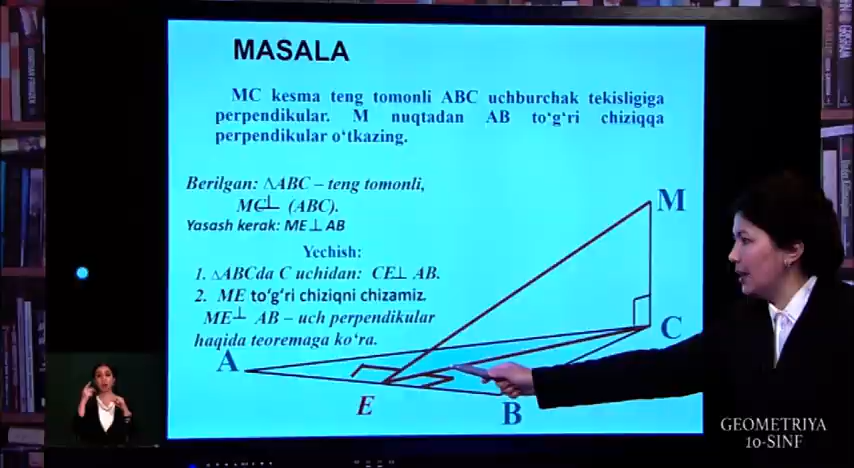 MASALA
MC kesma teng tomonli ABC uchburchak tekisligiga
perpendikular. M nuqtadan AB to‘g‘ri chiziqqa
perpendikular o‘tkazing.
Berilgan: △ABC – teng tomonli,
MC⊥ (ABC).
Yasash kerak: ME⊥AB
Yechish:
1. △ABCda C uchidan: CE⊥ AB.
2. ME to‘g‘ri chiziqni chizamiz.
ME⊥ AB – uch perpendikular
haqida teoremaga ko‘ra.
M
C
A
E
B
GEOMETRIYA
10-SINF